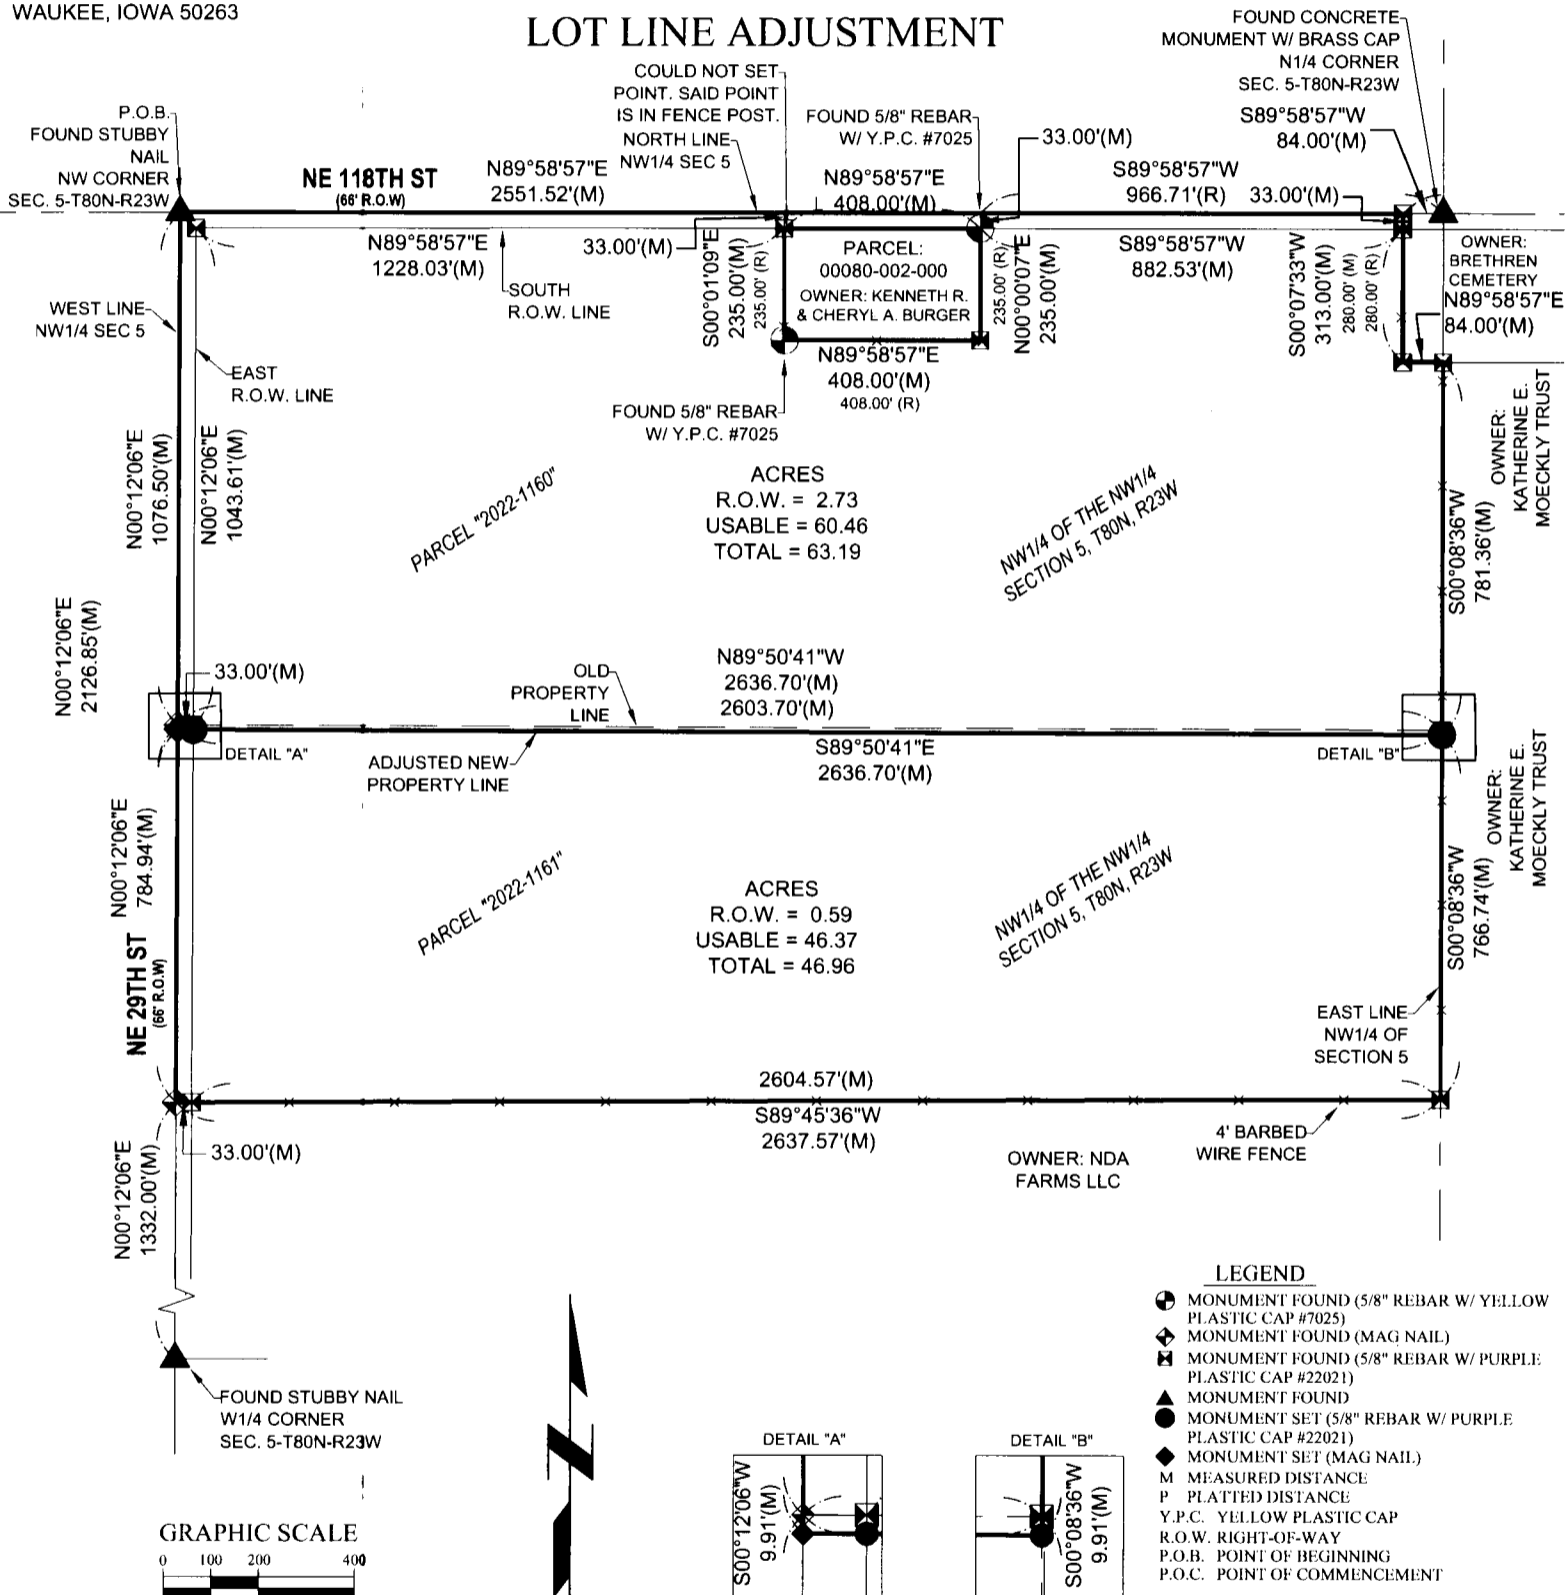 WAUKEE, IOWA 50263
LOT LINE ADJUSTMENT
FOUND CONCRETE
MONUMENT W/ BRASS CAP
N1/4 CORNER
SEC. 5-T80N-R23W
COULD NOT SET
POINT. SAID POINT
IS IN FENCE POST.
P.O.B.
FOUND STUBBY
NAIL
NW CORNER
SEC. 5-T80N-R23W
NORTH LINE
NW1/4 SEC 5
FOUND 5/8" REBAR
W/ Y.P.C. #7025
33.00'(M)
S89°58'57"W
84.00'(M)
NE 118TH ST
(66' R.O.W)
N89°58'57"E
2551.52'(M)
N89°58'57"E
408.00'(M)
S89°58'57"W
966.71'(R)
33.00'(M)
N89°58'57"E
1228.03'(M)
33.00'(M)
SOUTH
R.O.W. LINE
S00°01'09"E
235.00'(M)
235.00' (R)
PARCEL:
00080-002-000
OWNER: KENNETH R.
& CHERYL A. BURGER
235.00' (R)
N00°00'07"E
235.00'(M)
S89°58'57"W
882.53'(M)
S00°07'33"W
313.00'(M)
280.00' (M)
280.00' (R)
OWNER:
BRETHREN
CEMETERY
N89°58'57"E
84.00'(M)
WEST LINE
NW1/4 SEC 5
EAST
R.O.W. LINE
N89°58'57"E
408.00'(M)
408.00' (R)
FOUND 5/8" REBAR
W/ Y.P.C. #7025
N00°12'06"E
1076.50'(M)
N00°12'06"E
1043.61'(M)
PARCEL "2022-1160"
ACRES
R.O.W. = 2.73
USABLE = 60.46
TOTAL = 63.19
NW1/4 OF THE NW1/4
SECTION 5, T80N, R23W
S00°08'36"W
781.36'(M)
OWNER:
KATHERINE E.
MOECKLY TRUST
N00°12'06"E
2126.85'(M)
33.00'(M)
OLD
PROPERTY
LINE
N89°50'41"W
2636.70'(M)
2603.70'(M)
DETAIL "A"
ADJUSTED NEW
PROPERTY LINE
S89°50'41"E
2636.70'(M)
DETAIL "B"
N00°12'06"E
784.94'(M)
PARCEL "2022-1161"
ACRES
R.O.W. = 0.59
USABLE = 46.37
TOTAL = 46.96
NW1/4 OF THE NW1/4
SECTION 5, T80N, R23W
S00°08'36"W
766.74'(M)
OWNER:
KATHERINE E.
MOECKLY TRUST
NE 29TH ST
(66' R.O.W)
EAST LINE
NW1/4 OF
SECTION 5
2604.57'(M)
S89°45'36"W
2637.57'(M)
33.00'(M)
N00°12'06"E
1332.00'(M)
OWNER: NDA
FARMS LLC
4' BARBED
WIRE FENCE
FOUND STUBBY NAIL
W1/4 CORNER
SEC. 5-T80N-R23W
LEGEND
MONUMENT FOUND (5/8" REBAR W/ YELLOW
PLASTIC CAP #7025)
MONUMENT FOUND (MAG NAIL)
MONUMENT FOUND (5/8" REBAR W/ PURPLE
PLASTIC CAP #22021)
MONUMENT FOUND
MONUMENT SET (5/8" REBAR W/ PURPLE
PLASTIC CAP #22021)
MONUMENT SET (MAG NAIL)
M MEASURED DISTANCE
P PLATTED DISTANCE
Y.P.C. YELLOW PLASTIC CAP
R.O.W. RIGHT-OF-WAY
P.O.B. POINT OF BEGINNING
P.O.C. POINT OF COMMENCEMENT
DETAIL "A"
S00°12'06"W
9.91'(M)
DETAIL "B"
S00°08'36"W
9.91'(M)
GRAPHIC SCALE
0 100 200 400